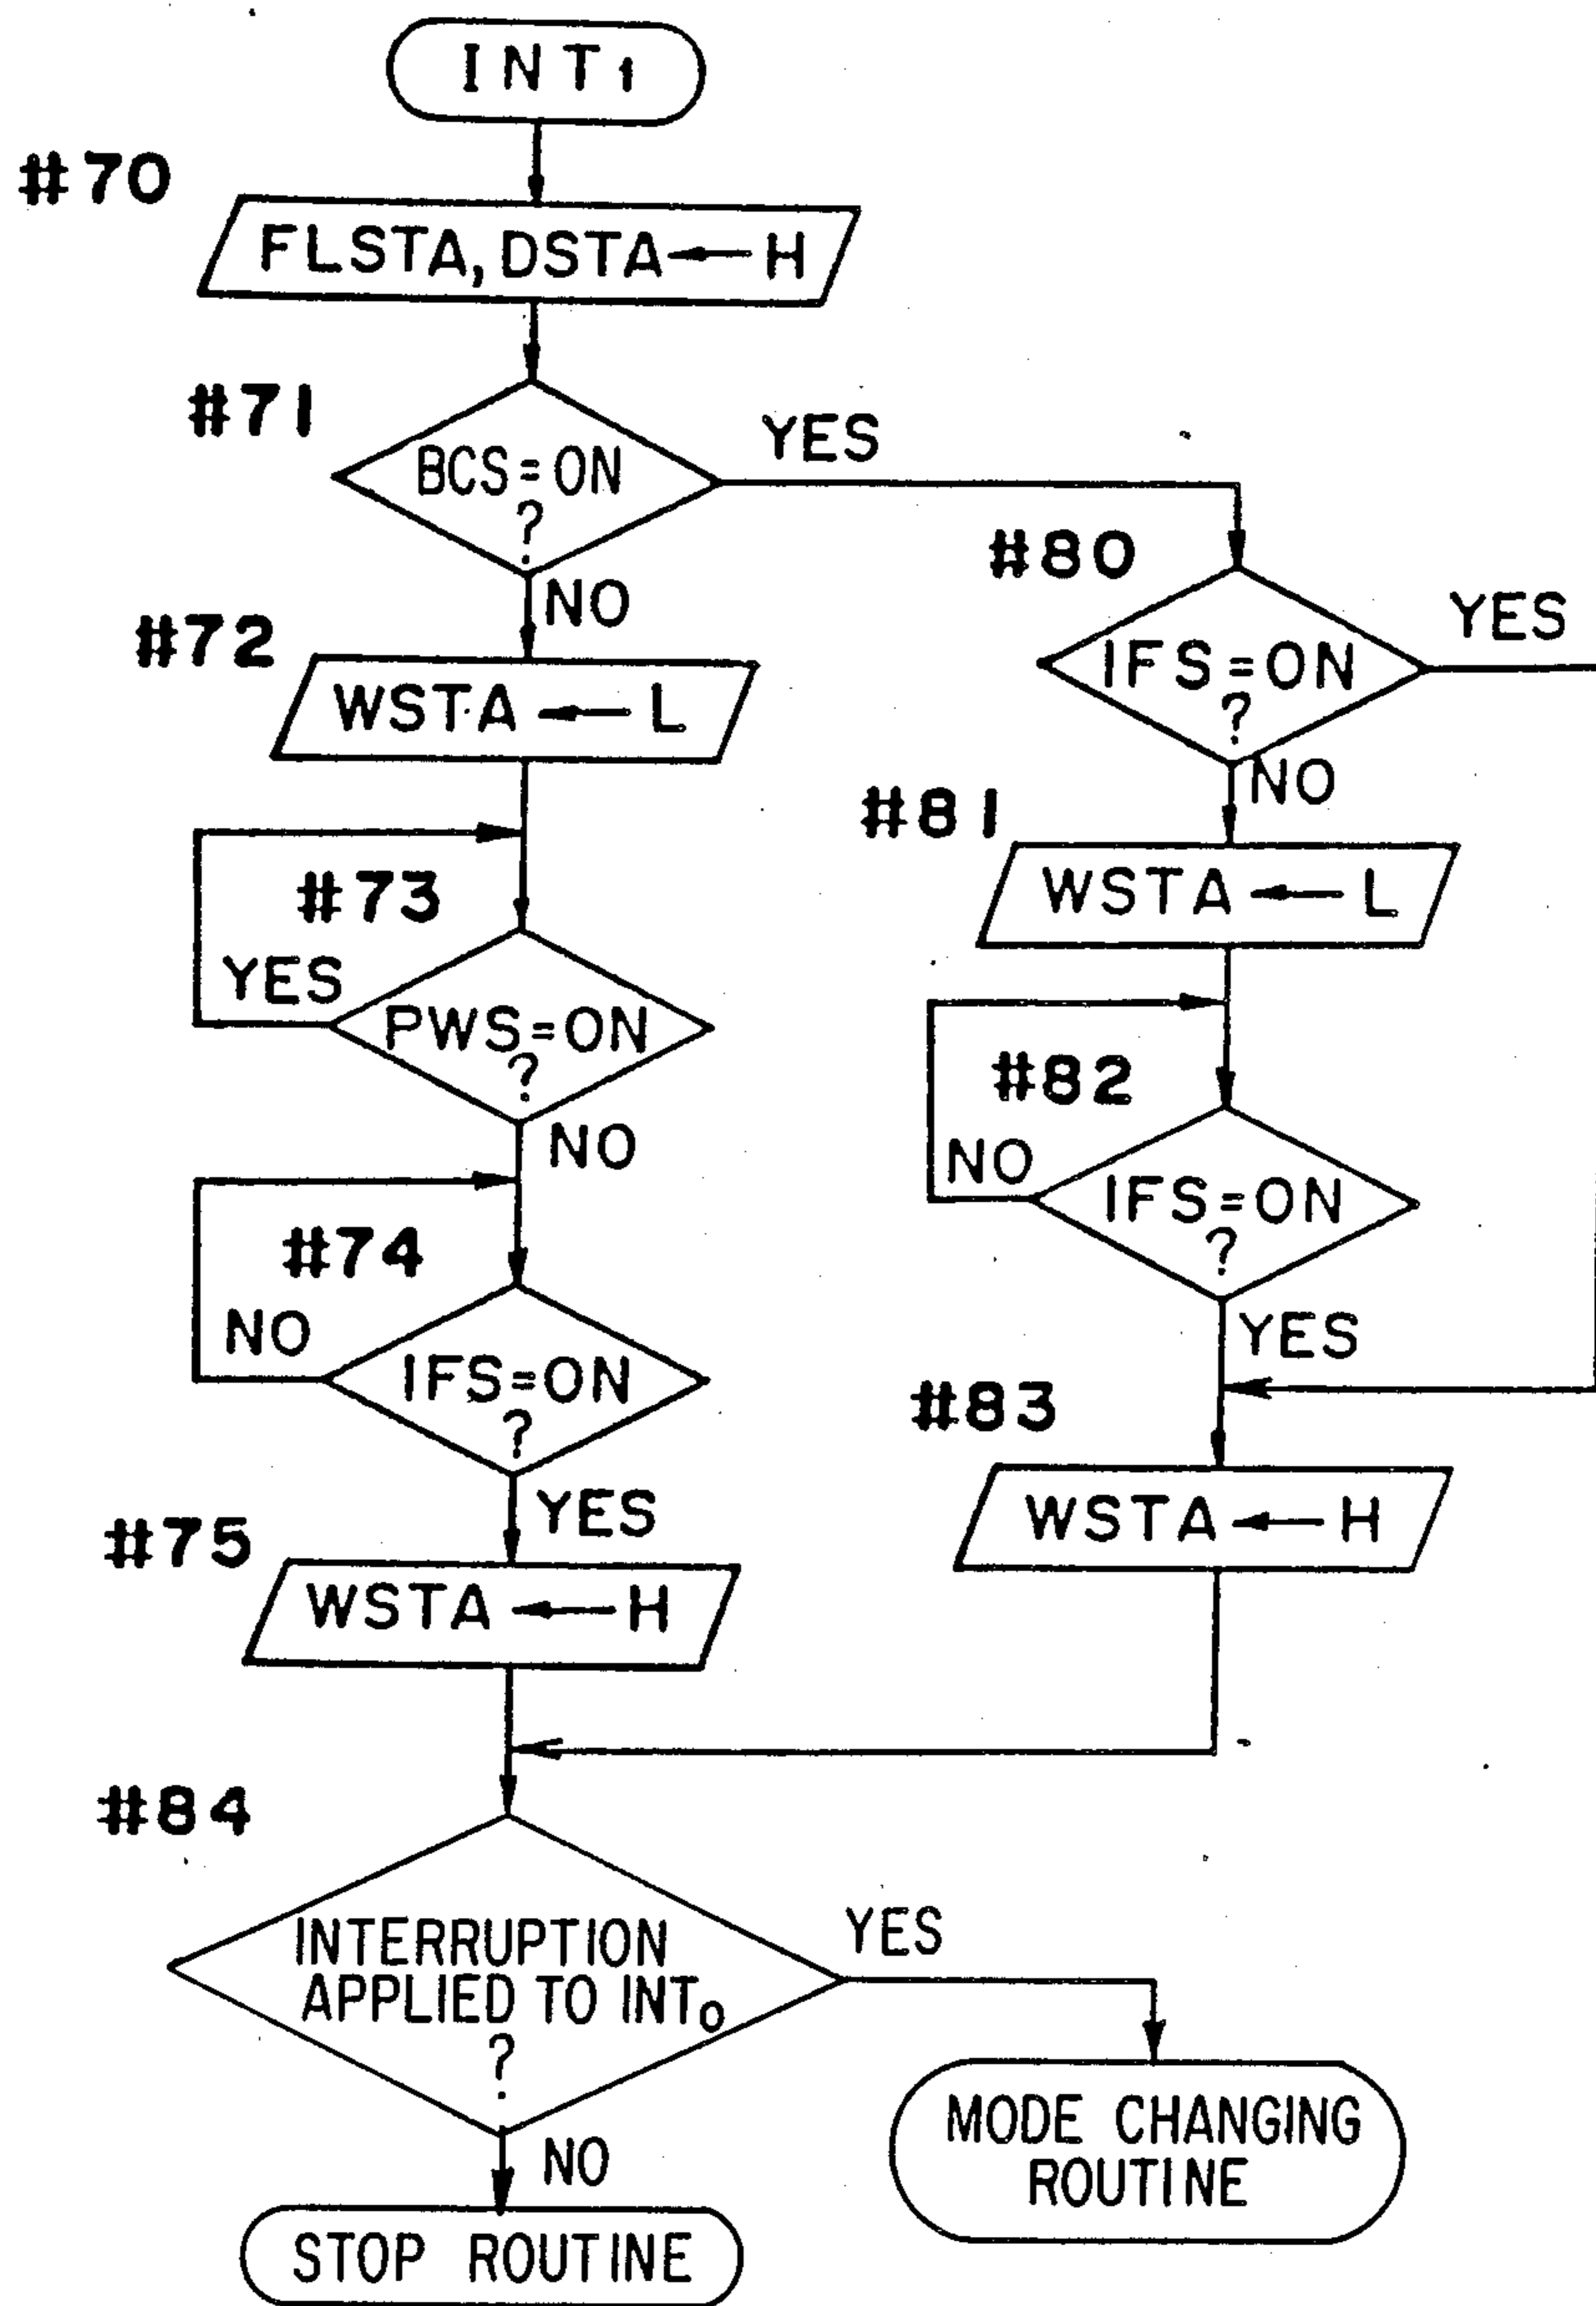 INT₁
#70
FLSTA, DSTA ← H
#71
BCS=ON
?
YES
NO
#72
WSTA ← L
#73
YES
PWS=ON
?
NO
#74
NO
IFS=ON
?
YES
#75
WSTA ← H
#80
IFS=ON
?
YES
NO
#81
WSTA ← L
#82
NO
IFS=ON
?
YES
#83
WSTA ← H
#84
INTERRUPTION
APPLIED TO INT₀
?
YES
NO
MODE CHANGING
ROUTINE
STOP ROUTINE